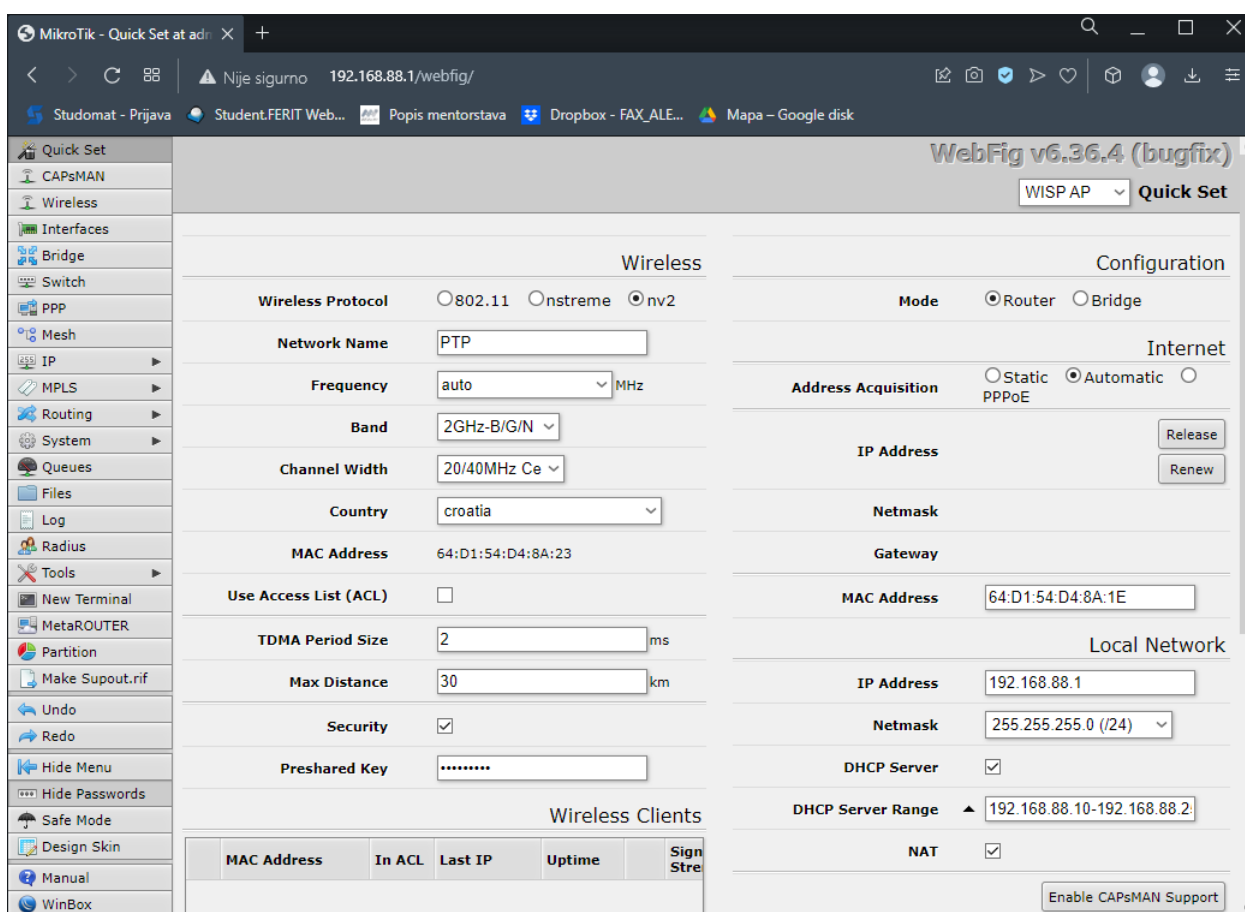 MikroTik - Quick Set at adm
Nije sigurno 192.168.88.1/webfig/
Studomat - Prijava Student.FERIT Web... Popis mentorstava Dropbox - FAX_ALE... Mapa – Google disk
Quick Set
CAPsMAN
Wireless
Interfaces
Bridge
Switch
PPP
Mesh
IP
MPLS
Routing
System
Queues
Files
Log
Radius
Tools
New Terminal
MetaROUTER
Partition
Make Supout.rif
Undo
Redo
Hide Menu
Hide Passwords
Safe Mode
Design Skin
Manual
WinBox
WebFig v6.36.4 (bugfix)
WISP AP Quick Set
Wireless
Wireless Protocol 802.11 nstreme nv2
Network Name PTP
Frequency auto MHz
Band 2GHz-B/G/N
Channel Width 20/40MHz Ce
Country croatia
MAC Address 64:D1:54:D4:8A:23
Use Access List (ACL)
TDMA Period Size 2 ms
Max Distance 30 km
Security
Preshared Key •••••••••
Wireless Clients
MAC Address In ACL Last IP Uptime Sign
Stre
Configuration
Mode Router Bridge
Internet
Address Acquisition Static Automatic
PPPoE
IP Address Release
Renew
Netmask
Gateway
MAC Address 64:D1:54:D4:8A:1E
Local Network
IP Address 192.168.88.1
Netmask 255.255.255.0 (/24)
DHCP Server
DHCP Server Range 192.168.88.10-192.168.88.2
NAT
Enable CAPsMAN Support